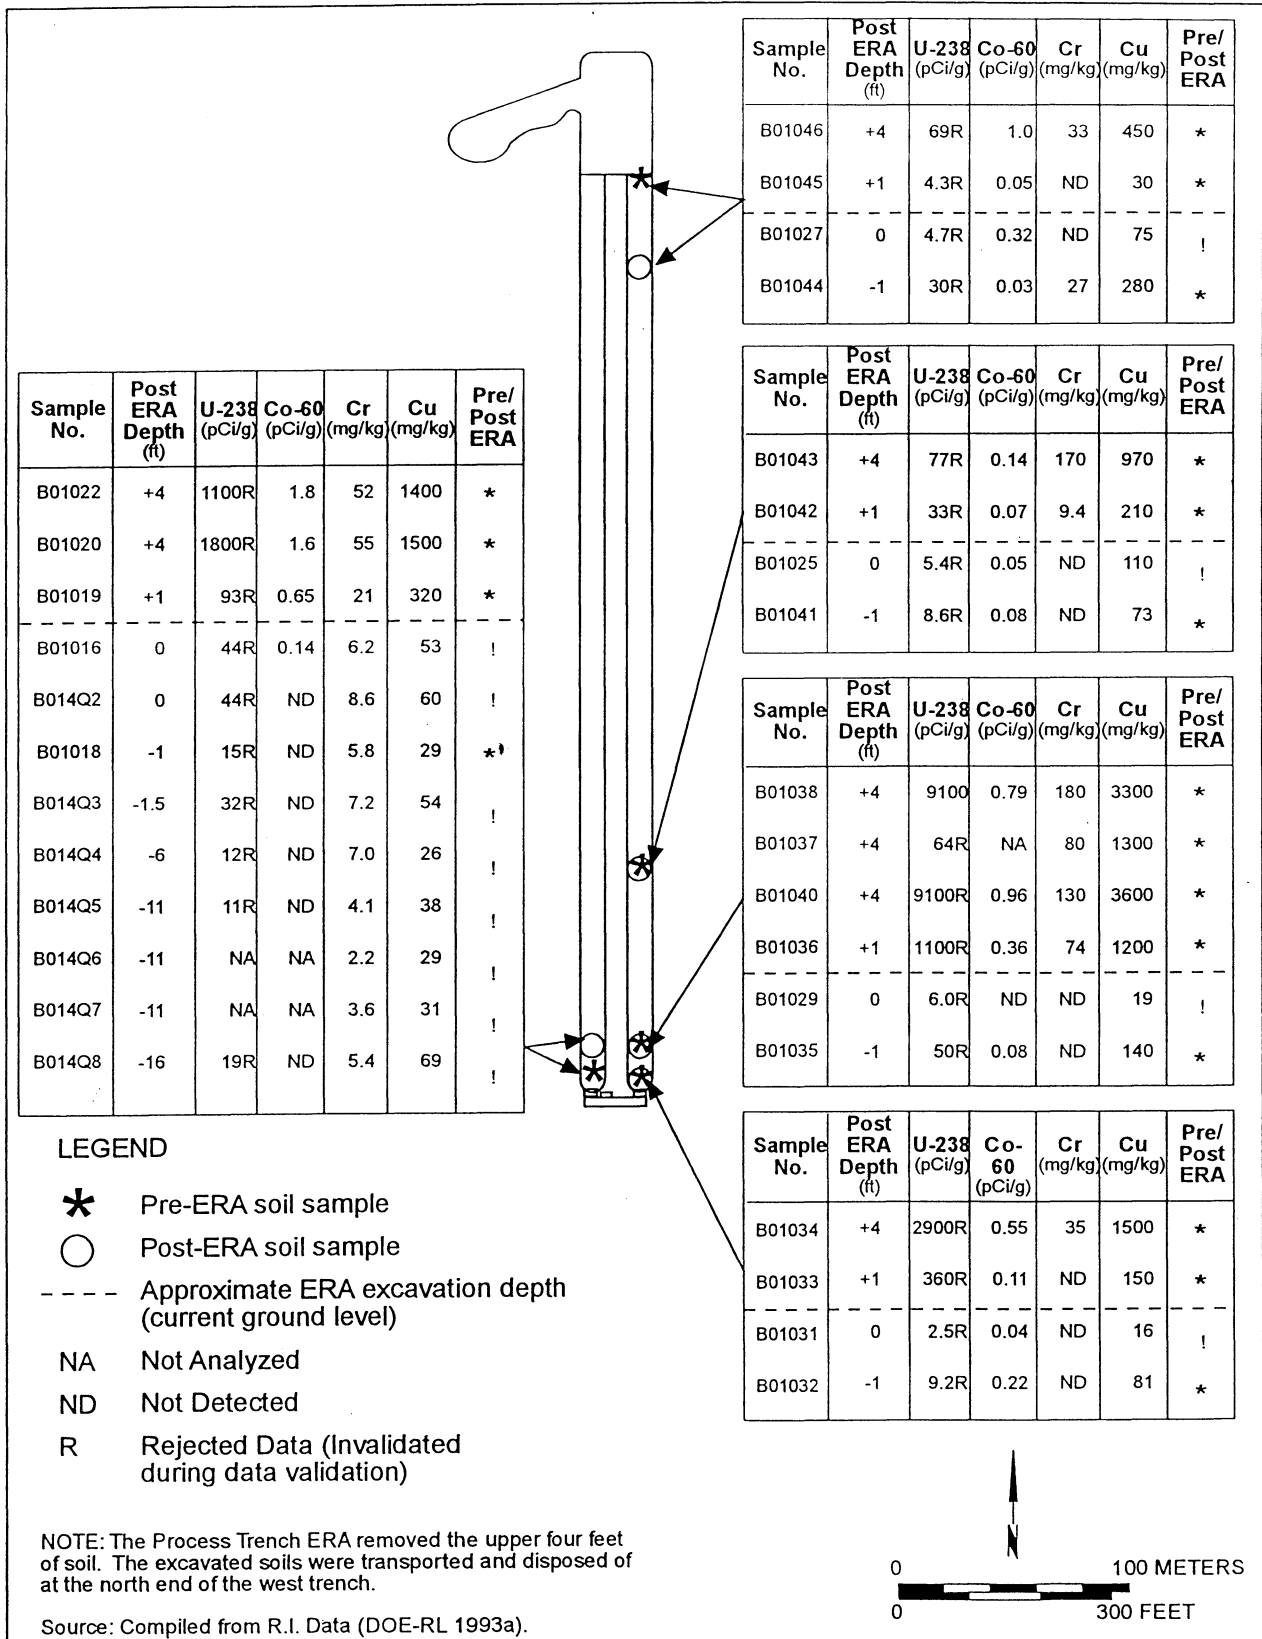 Sample No. Post ERA Depth (ft) U-238 (pCi/g) Co-60 (pCi/g) Cr (mg/kg) Cu (mg/kg) Pre/ Post ERA
B01046 +4 69R 1.0 33 450 *
B01045 +1 4.3R 0.05 ND 30 *
B01027 0 4.7R 0.32 ND 75 !
B01044 -1 30R 0.03 27 280 *
Sample No. Post ERA Depth (ft) U-238 (pCi/g) Co-60 (pCi/g) Cr (mg/kg) Cu (mg/kg) Pre/ Post ERA
B01043 +4 77R 0.14 170 970 *
B01042 +1 33R 0.07 9.4 210 *
B01025 0 5.4R 0.05 ND 110 !
B01041 -1 8.6R 0.08 ND 73 *
Sample No. Post ERA Depth (ft) U-238 (pCi/g) Co-60 (pCi/g) Cr (mg/kg) Cu (mg/kg) Pre/ Post ERA
B01022 +4 1100R 1.8 52 1400 *
B01020 +4 1800R 1.6 55 1500 *
B01019 +1 93R 0.65 21 320 *
B01016 0 44R 0.14 6.2 53 !
B014Q2 0 44R ND 8.6 60 !
B01018 -1 15R ND 5.8 29 *
B014Q3 -1.5 32R ND 7.2 54 !
B014Q4 -6 12R ND 7.0 26 !
B014Q5 -11 11R ND 4.1 38 !
B014Q6 -11 NA NA 2.2 29 !
B014Q7 -11 NA NA 3.6 31 !
B014Q8 -16 19R ND 5.4 69 !
Sample No. Post ERA Depth (ft) U-238 (pCi/g) Co-60 (pCi/g) Cr (mg/kg) Cu (mg/kg) Pre/ Post ERA
B01038 +4 9100 0.79 180 3300 *
B01037 +4 64R NA 80 1300 *
B01040 +4 9100R 0.96 130 3600 *
B01036 +1 1100R 0.36 74 1200 *
B01029 0 6.0R ND ND 19 !
B01035 -1 50R 0.08 ND 140 *
Sample No. Post ERA Depth (ft) U-238 (pCi/g) Co-60 (pCi/g) Cr (mg/kg) Cu (mg/kg) Pre/ Post ERA
B01034 +4 2900R 0.55 35 1500 *
B01033 +1 360R 0.11 ND 150 *
B01031 0 2.5R 0.04 ND 16 !
B01032 -1 9.2R 0.22 ND 81 *
LEGEND
Pre-ERA soil sample
Post-ERA soil sample
Approximate ERA excavation depth
(current ground level)
NA Not Analyzed
ND Not Detected
R Rejected Data (Invalidated
during data validation)
NOTE: The Process Trench ERA removed the upper four feet
of soil. The excavated soils were transported and disposed of
at the north end of the west trench.
Source: Compiled from R.I. Data (DOE-RL 1993a).
N
0 100 METERS
0 300 FEET